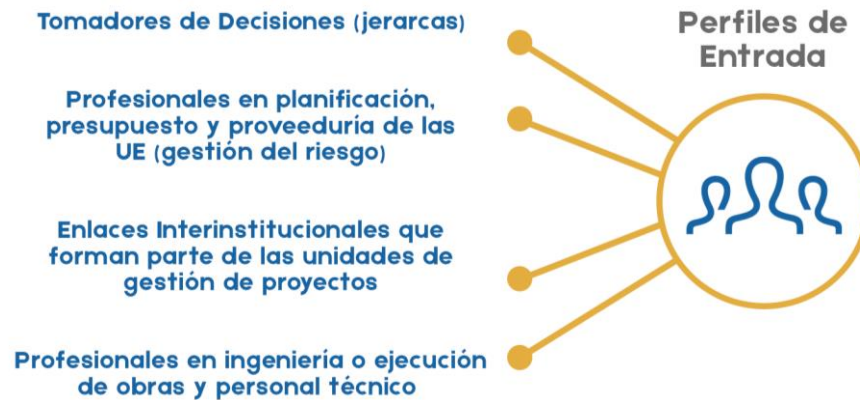 Tomadores de Decisiones (jerarcas)
Perfiles de
Entrada
Profesionales en planificación,
presupuesto y proveeduría de las
UE (gestión del riesgo)
Enlaces Interinstitucionales que
forman parte de las unidades de
gestión de proyectos
Profesionales en ingeniería o ejecución
de obras y personal técnico